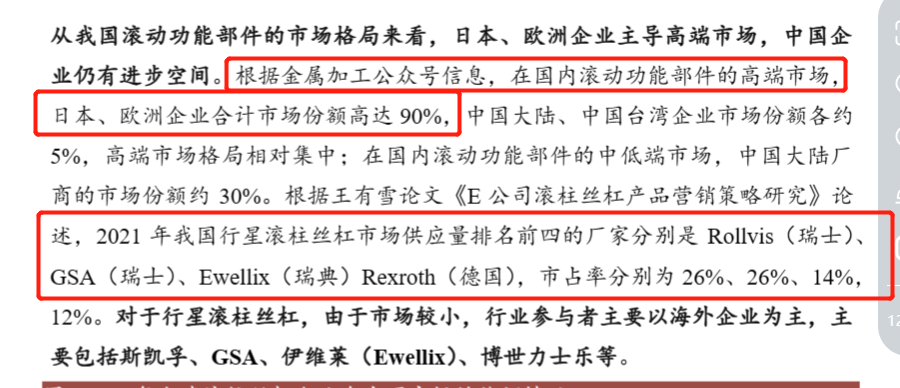 从我国滚动功能部件的市场格局来看，日本、欧洲企业主导高端市场，中国企
业仍有进步空间。根据金属加工公众号信息，在国内滚动功能部件的高端市场，
日本、欧洲企业合计市场份额高达 90%，中国大陆、中国台湾企业市场份额各约
5%，高端市场格局相对集中；在国内滚动功能部件的中低端市场，中国大陆厂
商的市场份额约 30%。根据王有雪论文《E 公司滚柱丝杠产品营销策略研究》论
述，2021 年我国行星滚柱丝杠市场供应量排名前四的厂家分别是 Rollvis（瑞士）、
GSA（瑞士）、Ewellix（瑞典）Rexroth（德国），市占率分别为 26%、26%、14%，
12%。对于行星滚柱丝杠，由于市场较小，行业参与者主要以海外企业为主，主
要包括斯凯孚、GSA、伊维莱（Ewellix）、博世力士乐等。